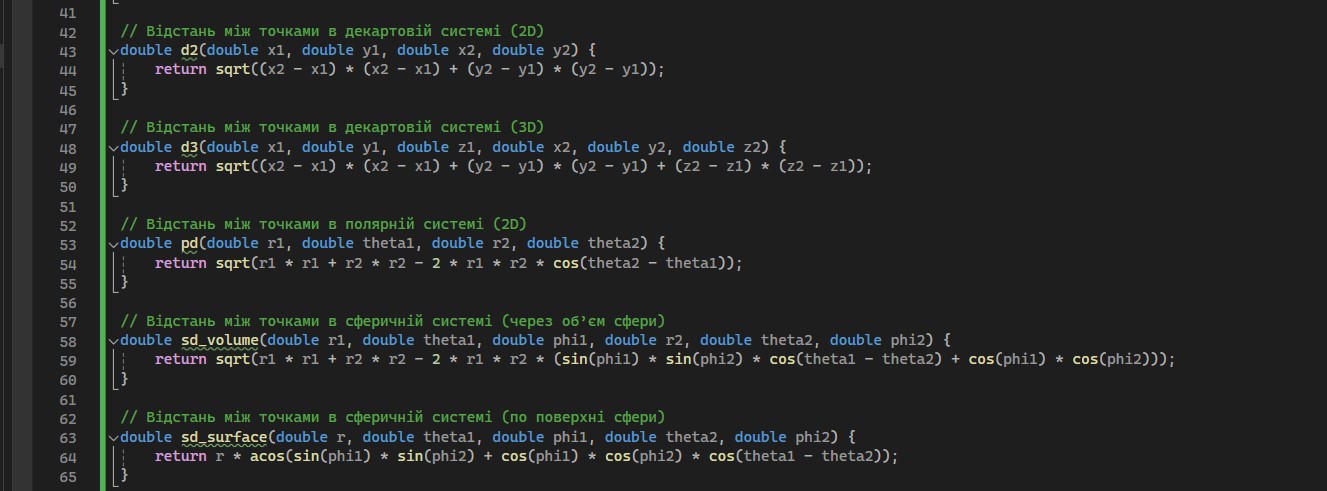 41
42 // Відстань між точками в декартовій системі (2D)
43 double d2(double x1, double y1, double x2, double y2) {
44 return sqrt((x2 - x1) * (x2 - x1) + (y2 - y1) * (y2 - y1));
45 }
46
47 // Відстань між точками в декартовій системі (3D)
48 double d3(double x1, double y1, double z1, double x2, double y2, double z2) {
49 return sqrt((x2 - x1) * (x2 - x1) + (y2 - y1) * (y2 - y1) + (z2 - z1) * (z2 - z1));
50 }
51
52 // Відстань між точками в полярній системі (2D)
53 double pd(double r1, double theta1, double r2, double theta2) {
54 return sqrt(r1 * r1 + r2 * r2 - 2 * r1 * r2 * cos(theta2 - theta1));
55 }
56
57 // Відстань між точками в сферичній системі (через об’єм сфери)
58 double sd_volume(double r1, double theta1, double phi1, double r2, double theta2, double phi2) {
59 return sqrt(r1 * r1 + r2 * r2 - 2 * r1 * r2 * (sin(phi1) * sin(phi2) * cos(theta1 - theta2) + cos(phi1) * cos(phi2)));
60 }
61
62 // Відстань між точками в сферичній системі (по поверхні сфери)
63 double sd_surface(double r, double theta1, double phi1, double theta2, double phi2) {
64 return r * acos(sin(phi1) * sin(phi2) + cos(phi1) * cos(phi2) * cos(theta1 - theta2));
65 }